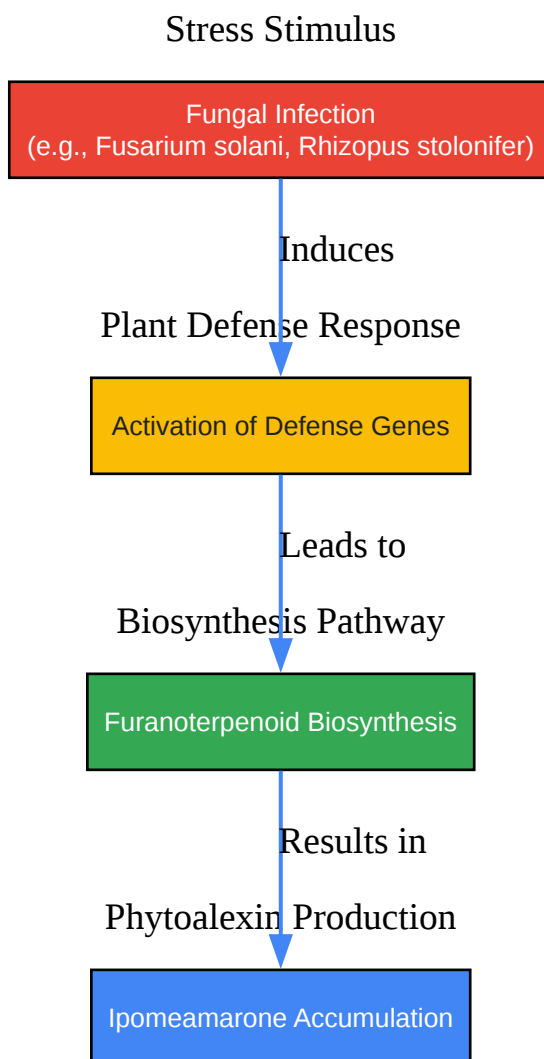 Stress Stimulus
Fungal Infection
(e.g., Fusarium solani, Rhizopus stolonifer)
Induces
Plant Defense Response
Activation of Defense Genes
Leads to
Biosynthesis Pathway
Furanoterpenoid Biosynthesis
Results in
Phytoalexin Production
Ipomeamarone Accumulation